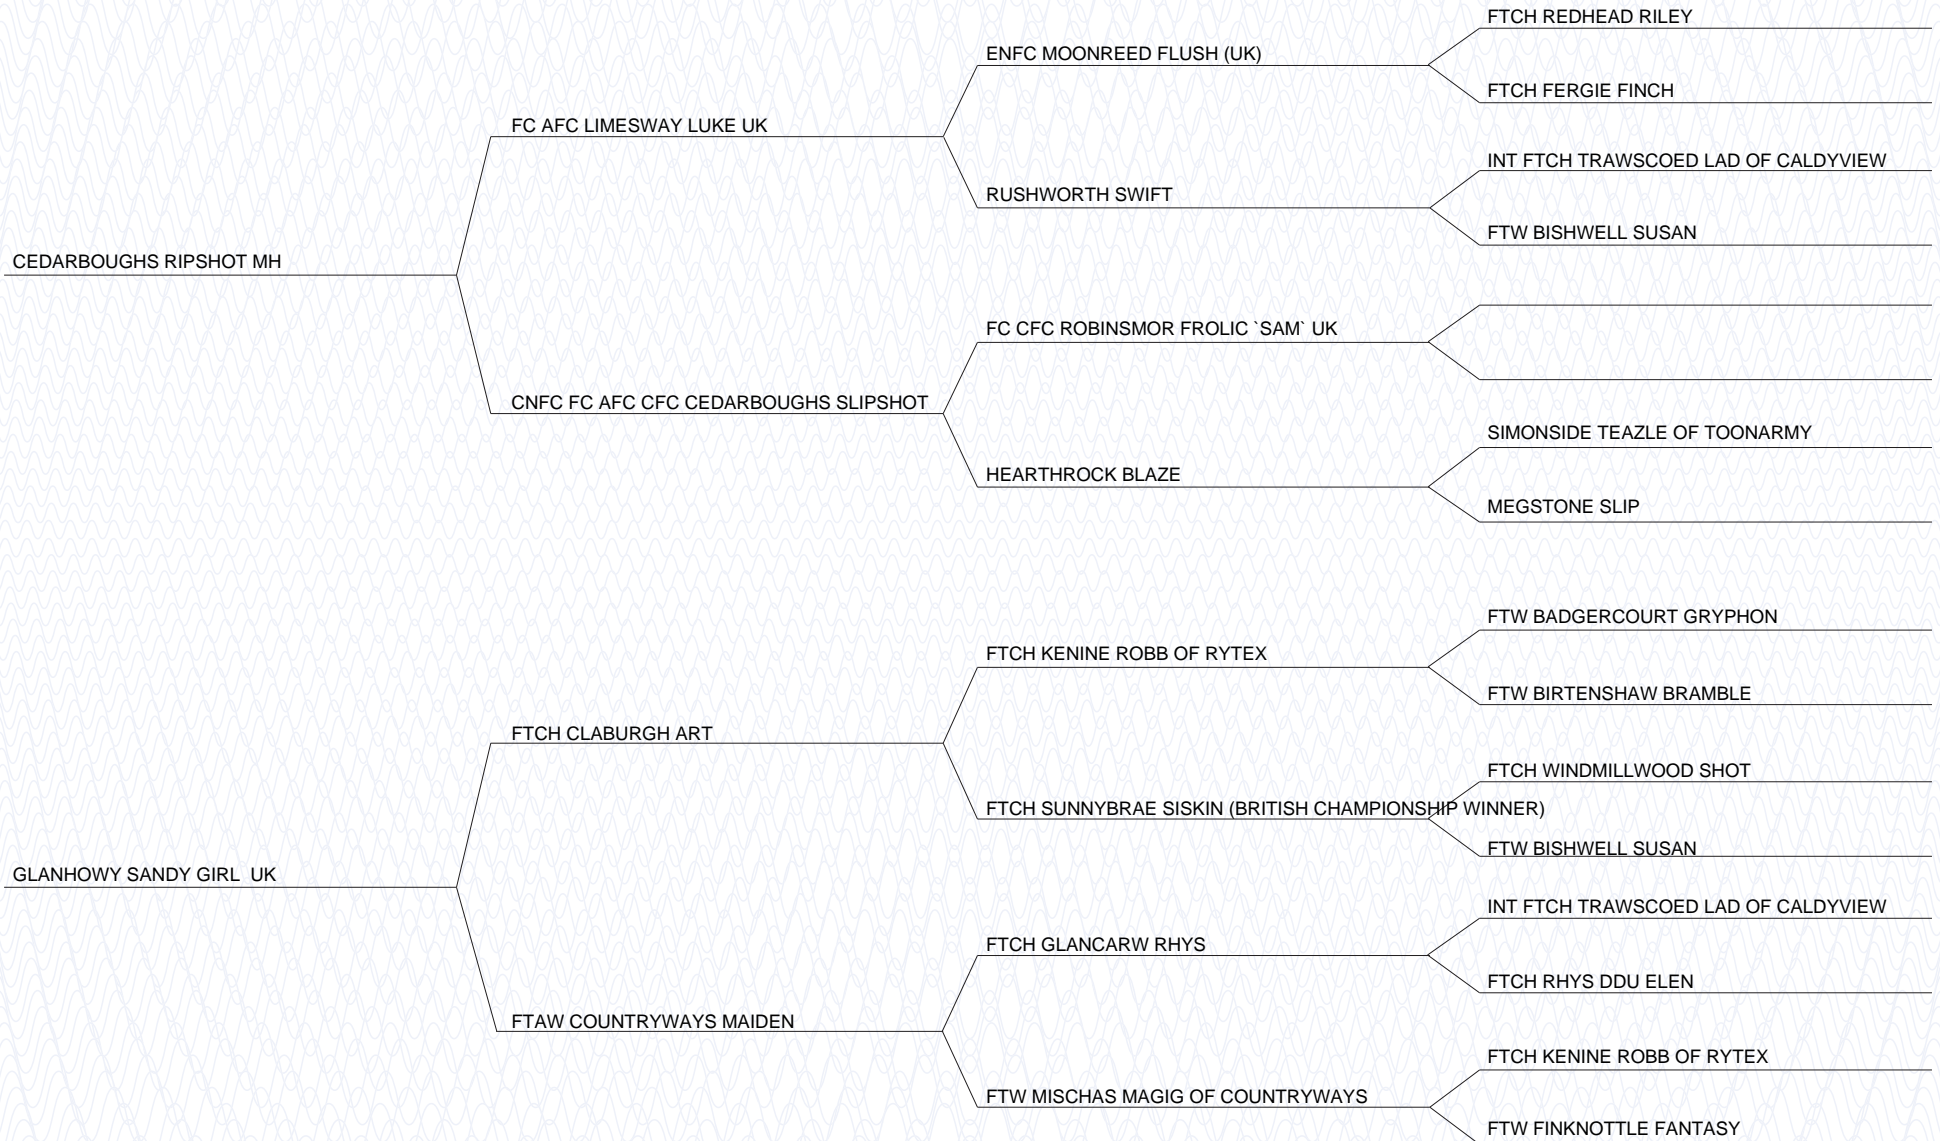 FTCH REDHEAD RILEY
ENFC MOONREED FLUSH (UK)
FTCH FERGIE FINCH
FC AFC LIMESWAY LUKE UK
INT FTCH TRAWSCOED LAD OF CALDYVIEW
RUSHWORTH SWIFT
FTW BISHWELL SUSAN
CEDARBOUGHS RIPSHOT MH
FC CFC ROBINSMOR FROLIC `SAM` UK
CNFC FC AFC CFC CEDARBOUGHS SLIPSHOT
SIMONSIDE TEAZLE OF TOONARMY
HEARTHROCK BLAZE
MEGSTONE SLIP
FTW BADGERCOURT GRYPHON
FTCH KENINE ROBB OF RYTEX
FTW BIRTENSHAW BRAMBLE
FTCH CLABURGH ART
FTCH WINDMILLWOOD SHOT
FTCH SUNNYBRAE SISKIN (BRITISH CHAMPIONSHIP WINNER)
FTW BISHWELL SUSAN
GLANHOWY SANDY GIRL  UK
INT FTCH TRAWSCOED LAD OF CALDYVIEW
FTCH GLANCARW RHYS
FTCH RHYS DDU ELEN
FTAW COUNTRYWAYS MAIDEN
FTCH KENINE ROBB OF RYTEX
FTW MISCHAS MAGIG OF COUNTRYWAYS
FTW FINKNOTTLE FANTASY